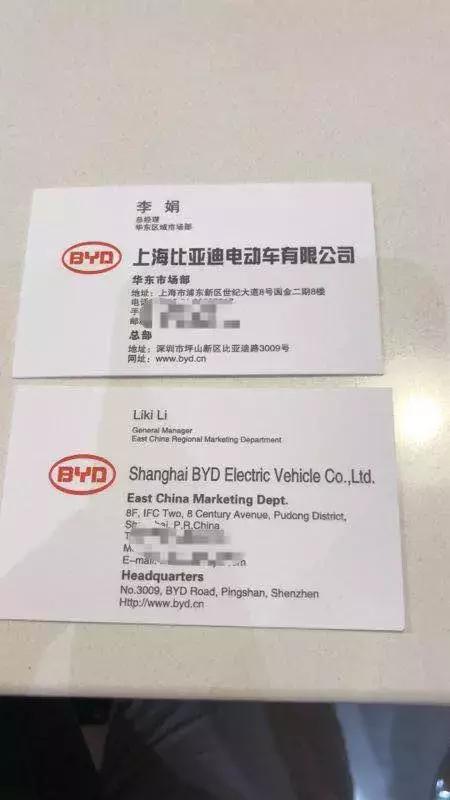 李 娟
总经理
华东区域市场部
BYD
上海比亚迪电动车有限公司
华东市场部
地址：上海市浦东新区世纪大道8号国金二期8楼
电话
手
邮
总部
地址：深圳市坪山新区比亚迪路3009号
网址：www.byd.cn
Liki Li
General Manager
East China Regional Marketing Department
BYD
Shanghai BYD Electric Vehicle Co.,Ltd.
East China Marketing Dept.
8F, IFC Two, 8 Century Avenue, Pudong District,
P.R.China
T
M.
E-mail:
Headquarters
No.3009, BYD Road, Pingshan, Shenzhen
Http://www.byd.cn